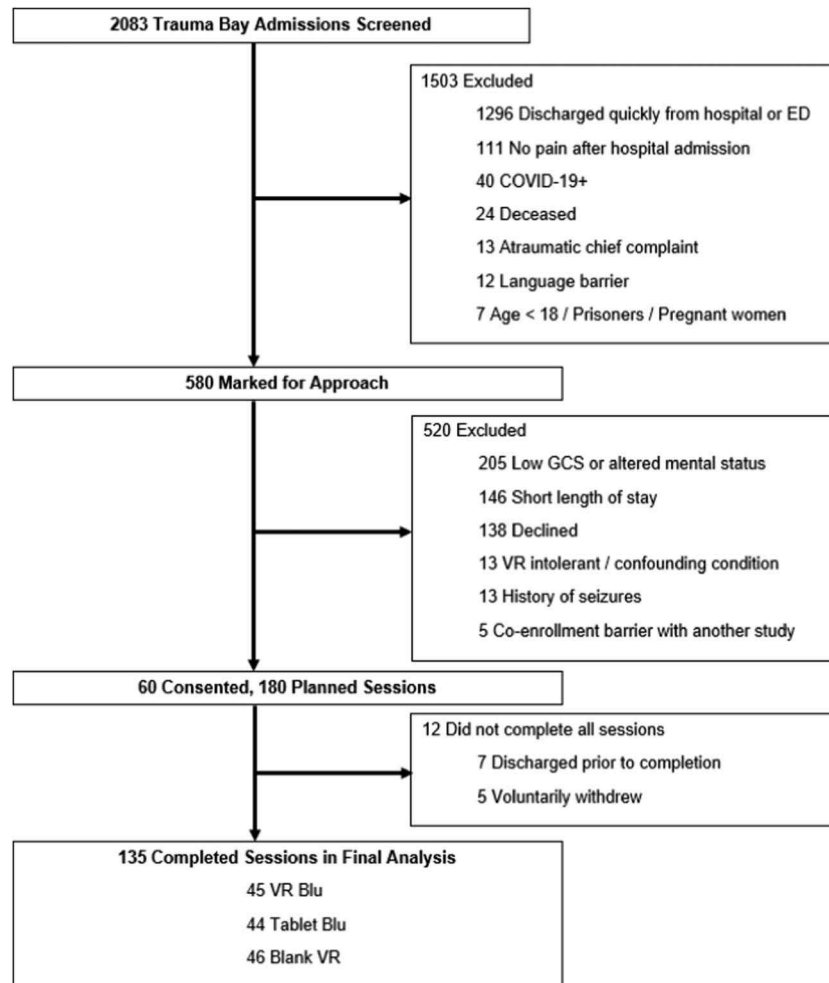 2083 Trauma Bay Admissions Screened
1503 Excluded
1296 Discharged quickly from hospital or ED
111 No pain after hospital admission
40 COVID-19+
24 Deceased
13 Atraumatic chief complaint
12 Language barrier
7 Age < 18 / Prisoners / Pregnant women
580 Marked for Approach
520 Excluded
205 Low GCS or altered mental status
146 Short length of stay
138 Declined
13 VR intolerant / confounding condition
13 History of seizures
5 Co-enrollment barrier with another study
60 Consented, 180 Planned Sessions
12 Did not complete all sessions
7 Discharged prior to completion
5 Voluntarily withdrew
135 Completed Sessions in Final Analysis
45 VR Blu
44 Tablet Blu
46 Blank VR